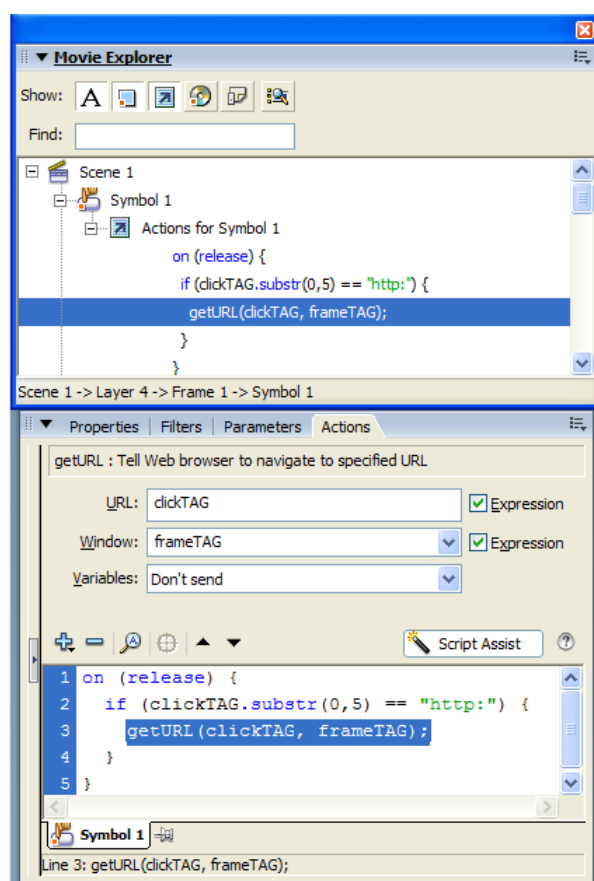 Movie Explorer
Show: A
Find:
Scene 1
Symbol 1
Actions for Symbol 1
on (release) {
if (clickTAG.substr(0,5) == "http:") {
getURL(clickTAG, frameTAG);
}
}
Scene 1 -> Layer 4 -> Frame 1 -> Symbol 1
Properties | Filters | Parameters Actions
getURL : Tell Web browser to navigate to specified URL
URL: clickTAG Expression
Window: frameTAG Expression
Variables: Don't send
Script Assist ?
1 on (release) {
2 if (clickTAG.substr(0,5) == "http:") {
3 getURL(clickTAG, frameTAG);
4 }
5 }
Symbol 1
Line 3: getURL(clickTAG, frameTAG);